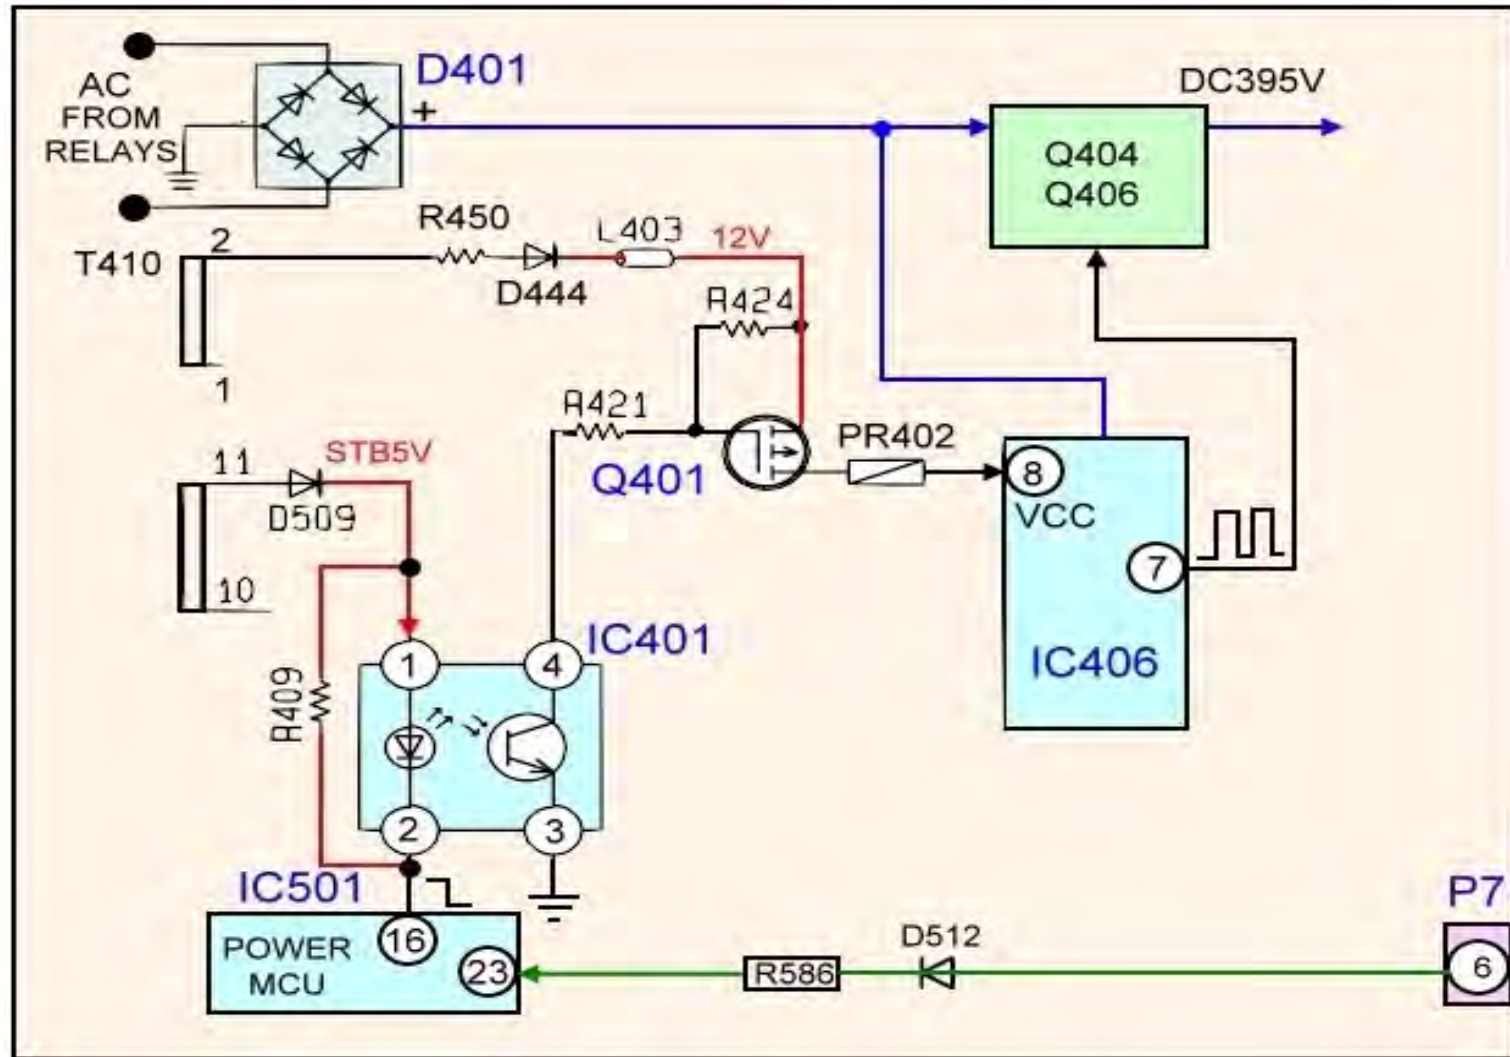 D401
AC
FROM
RELAYS
+
DC395V
Q404
Q406
T410
2
R450
D444
L403
12V
R424
1
R421
Q401
PR402
8
VCC
7
IC406
11
STB5V
D509
10
IC401
1
4
R409
2
3
IC501
POWER
MCU
16
23
R586
D512
P7
6